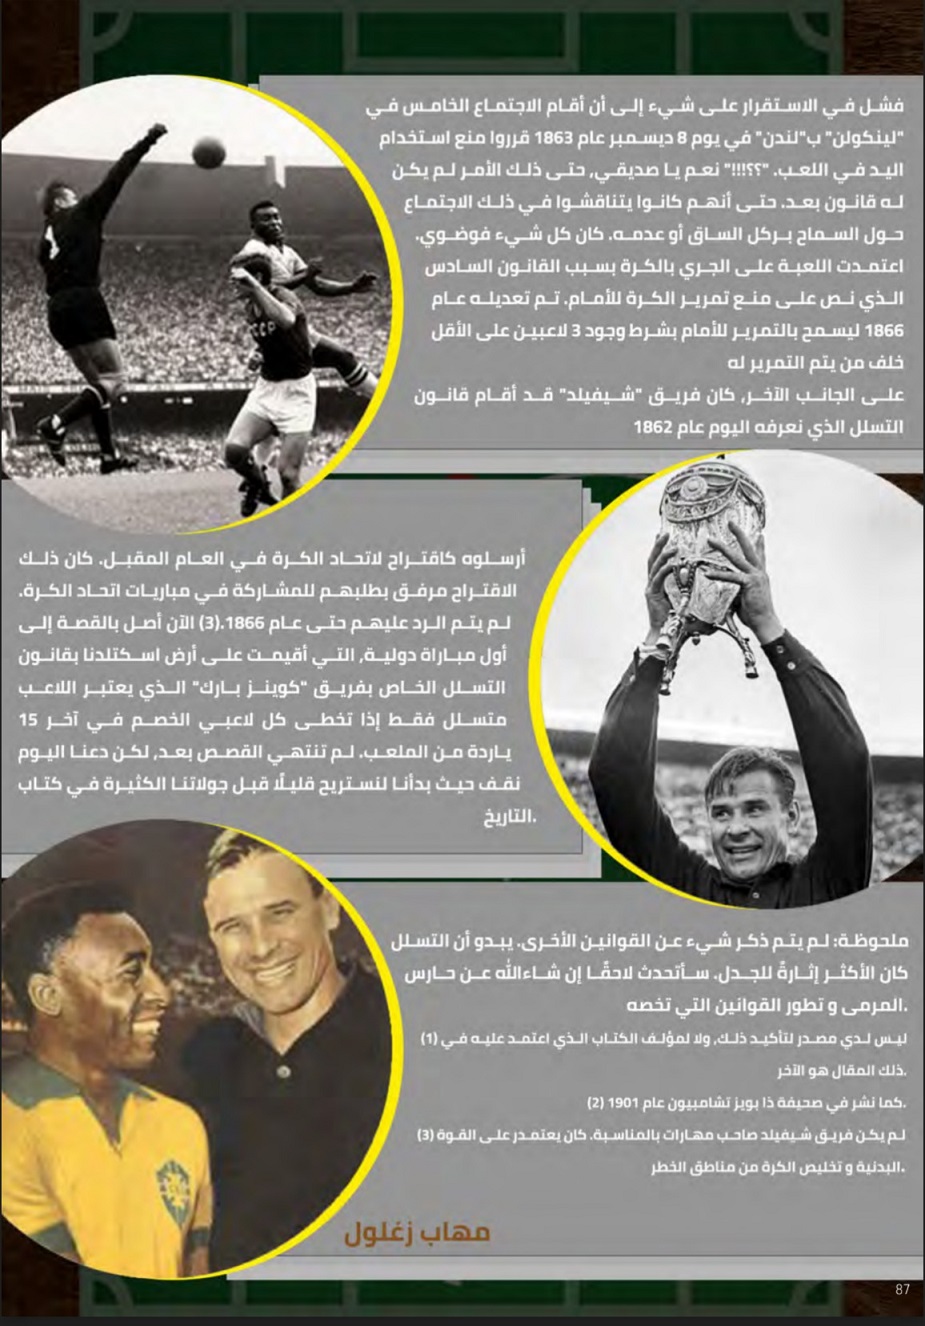 فشل في الاستقرار على شيء إلى أن أقام الاجتماع الخامس في
"لينكولن" ب"لندن" في يوم 8 ديسمبر عام 1863 قرروا منع استخدام
اليد في اللعب. "؟؟!!!" نعم يا صديقي، حتى ذلك الأمر لم يكن
له قانون بعد. حتى أنهم كانوا يتناقشوا في ذلك الاجتماع
حول السماح بركل الساق أو عدمه. كان كل شيء فوضوي.
اعتمدت اللعبة على الجري بالكرة بسبب القانون السادس
الذي نص على منع تمرير الكرة للأمام. تم تعديله عام
1866 ليسمح بالتمرير للأمام بشرط وجود 3 لاعبين على الأقل
خلف من يتم التمرير له
على الجانب الآخر، كان فريق "شيفيلد" قد أقام قانون
التسلل الذي نعرفه اليوم عام 1862
CCCP
أرسلوه كاقتراح لاتحاد الكرة في العام المقبل. كان ذلك
الاقتراح مرفق بطلبهم للمشاركة في مباريات اتحاد الكرة.
لم يتم الرد عليهم حتى عام 1866.(3) الآن أصل بالقصة إلى
أول مباراة دولية، التي أقيمت على أرض اسكتلدنا بقانون
التسلل الخاص بفريق "كوينز بارك" الذي يعتبر اللاعب
متسلل فقط إذا تخطى كل لاعبي الخصم في آخر 15
ياردة من الملعب. لم تنتهي القصص بعد، لكن دعنا اليوم
نقف حيث بدأنا لنستريح قليلًا قبل جولاتنا الكثيرة في كتاب
.التاريخ
ملحوظة: لم يتم ذكر شيء عن القوانين الأخرى. يبدو أن التسلل
كان الأكثر إثارةً للجدل. سأتحدث لاحقًا إن شاءالله عن حارس
.المرمى و تطور القوانين التي تخصه
ليس لدي مصدر لتأكيد ذلك، ولا لمؤلف الكتاب الذي اعتمد عليه في (1)
.ذلك المقال هو الآخر
.كما نشر في صحيفة ذا بويز تشامبيون عام 1901 (2)
لم يكن فريق شيفيلد صاحب مهارات بالمناسبة. كان يعتمدر على القوة (3)
.البدنية و تخليص الكرة من مناطق الخطر
مهاب زغلول
87